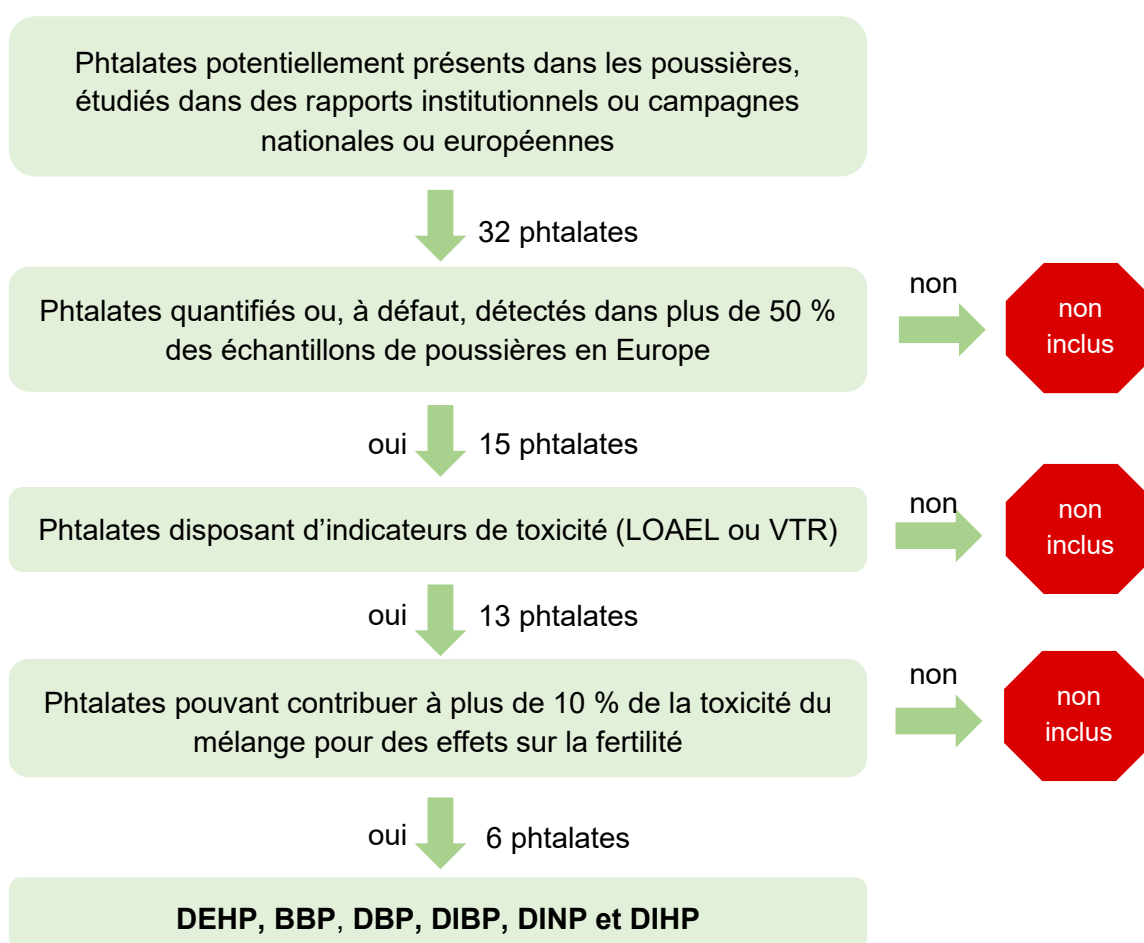 Phtalates potentiellement présents dans les poussières,
étudiés dans des rapports institutionnels ou campagnes
nationales ou européennes
32 phtalates
Phtalates quantifiés ou, à défaut, détectés dans plus de 50 %
des échantillons de poussières en Europe
non
non
inclus
oui
15 phtalates
Phtalates disposant d’indicateurs de toxicité (LOAEL ou VTR)
non
non
inclus
oui
13 phtalates
Phtalates pouvant contribuer à plus de 10 % de la toxicité du
mélange pour des effets sur la fertilité
non
non
inclus
oui
6 phtalates
DEHP, BBP, DBP, DIBP, DINP et DIHP